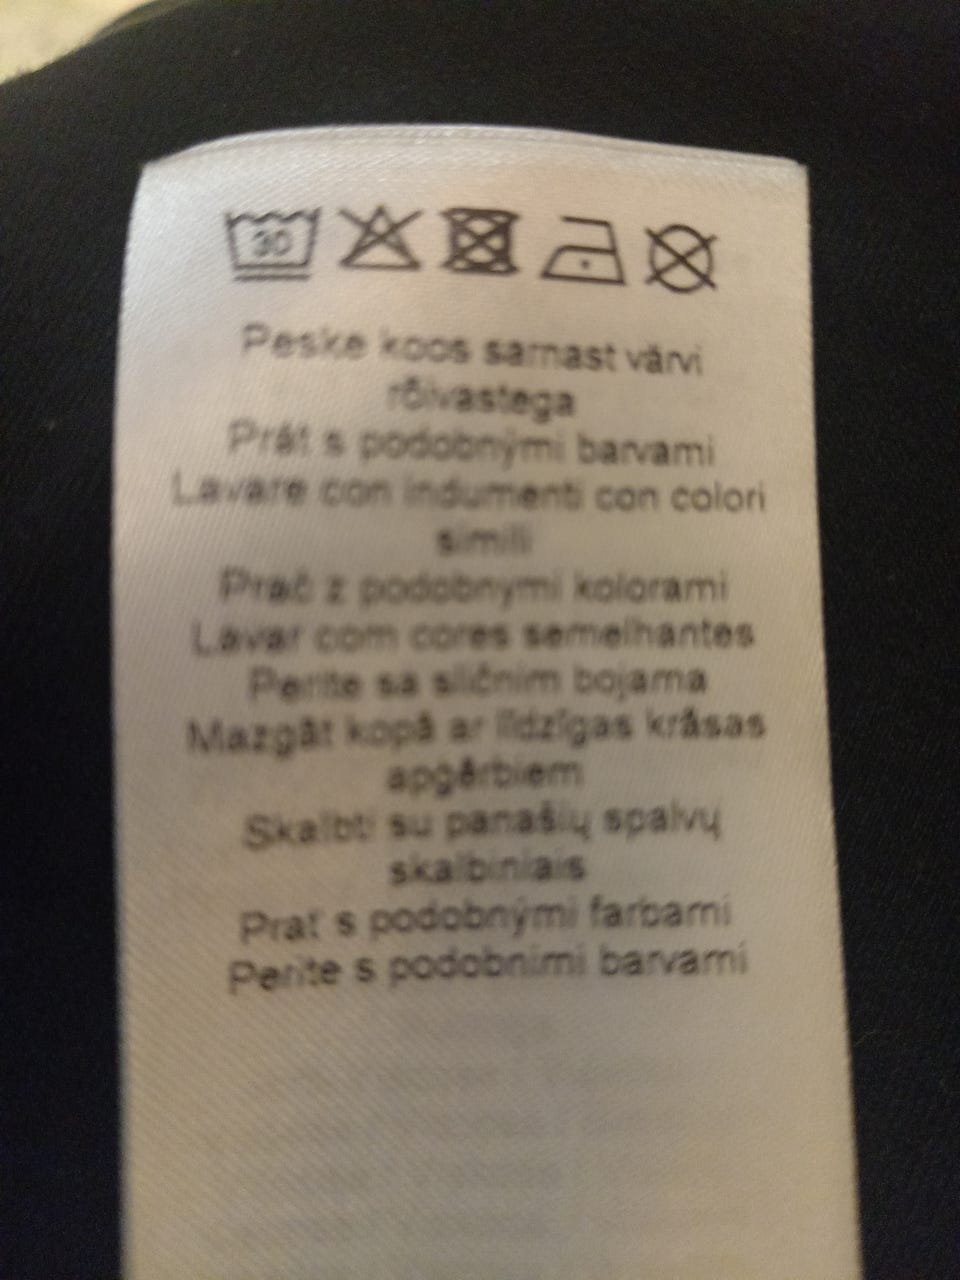 30
Peske koos sarnast värvi
rõivastega
Prát s podobnými barvami
Lavare con indumenti con colori
simili
Prać z podobnymi kolorami
Lavar com cores semelhantes
Perite sa sličnim bojama
Mazgāt kopā ar līdzīgas krāsas
apģērbiem
Skalbti su panašių spalvų
skalbiniais
Prať s podobnými farbami
Perite s podobnimi barvami